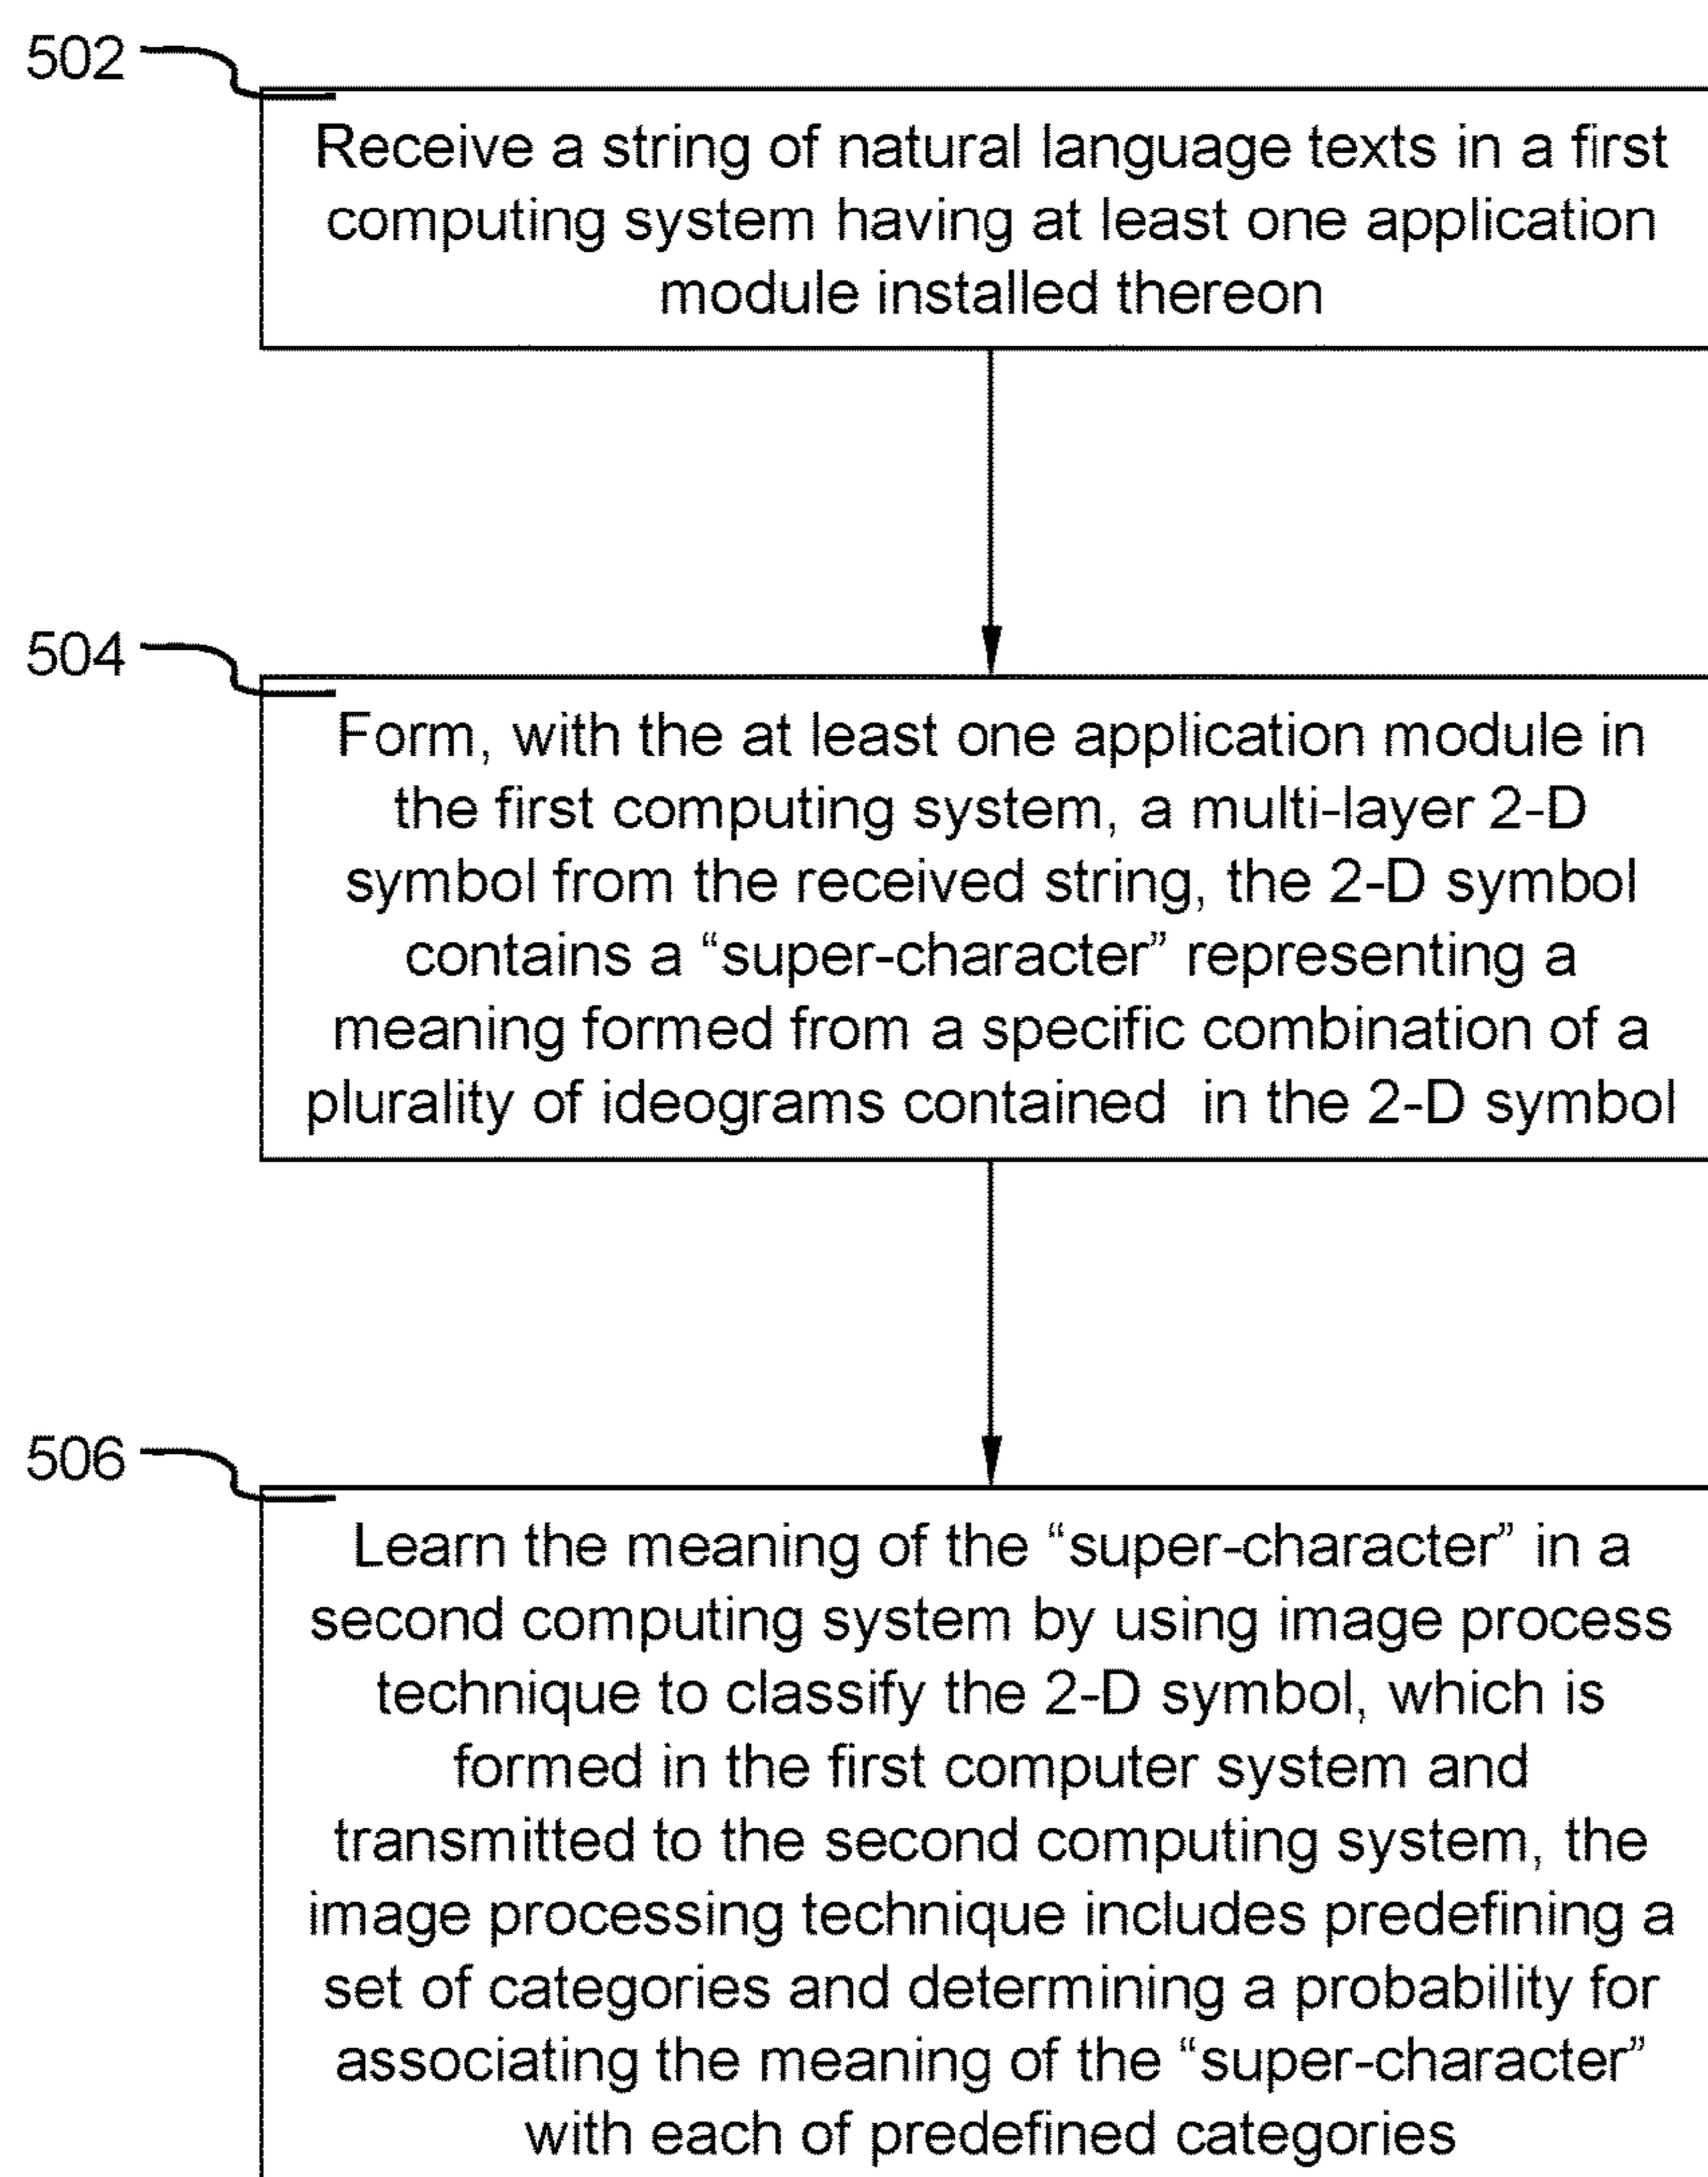 502
Receive a string of natural language texts in a first
computing system having at least one application
module installed thereon
504
Form, with the at least one application module in
the first computing system, a multi-layer 2-D
symbol from the received string, the 2-D symbol
contains a “super-character” representing a
meaning formed from a specific combination of a
plurality of ideograms contained in the 2-D symbol
506
Learn the meaning of the “super-character” in a
second computing system by using image process
technique to classify the 2-D symbol, which is
formed in the first computer system and
transmitted to the second computing system, the
image processing technique includes predefining a
set of categories and determining a probability for
associating the meaning of the “super-character”
with each of predefined categories